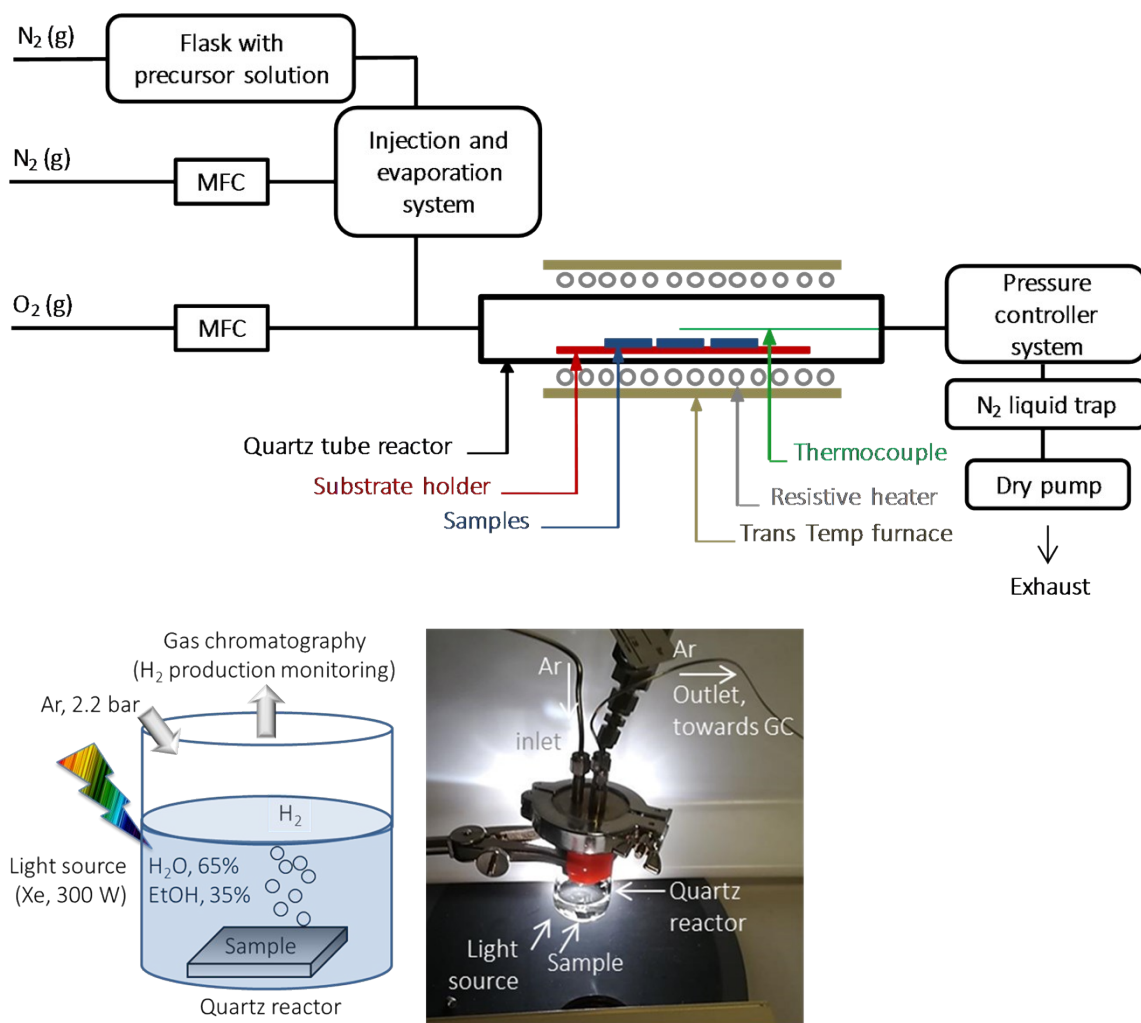 N₂ (g)
Flask with
precursor solution
N₂ (g)
MFC
Injection and
evaporation
system
O₂ (g)
MFC
Pressure
controller
system
N₂ liquid trap
Dry pump
Exhaust
Quartz tube reactor
Substrate holder
Samples
Thermocouple
Resistive heater
Trans Temp furnace
Gas chromatography
(H₂ production monitoring)
Ar, 2.2 bar
H₂
Light source
(Xe, 300 W)
H₂O, 65%
EtOH, 35%
Sample
Quartz reactor
Ar
inlet
Ar
Outlet,
towards GC
Quartz
reactor
Light
source
Sample